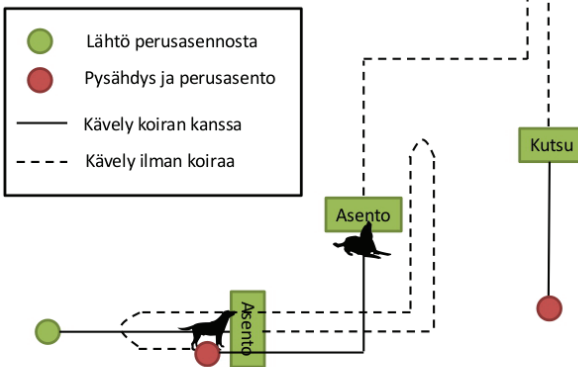 Lähtö perusasennosta
Pysähdys ja perusasento
Kävely koiran kanssa
Kävely ilman koiraa
Kutsu
Asento
Asento